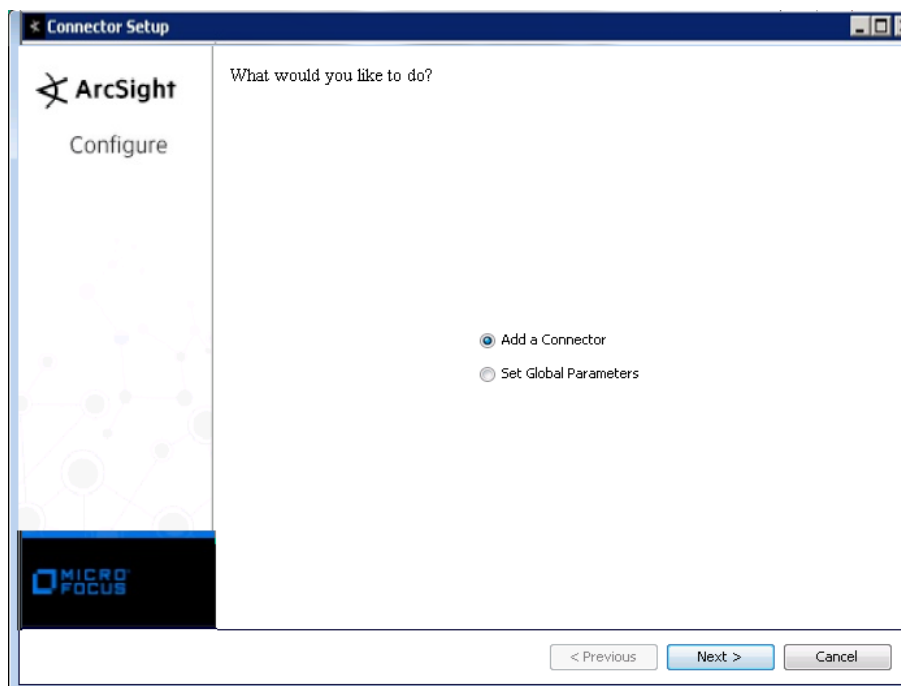 Connector Setup
ArcSight
Configure
What would you like to do?
Add a Connector
Set Global Parameters
MICRO
FOCUS
< Previous
Next >
Cancel